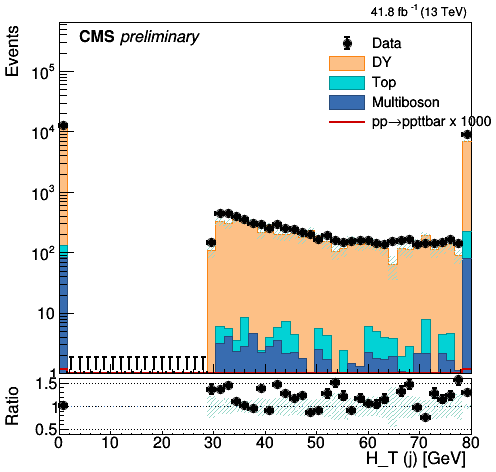 41.8 fb⁻¹ (13 TeV)
CMS preliminary
Events
Data
DY
Top
Multiboson
pp→ppttbar x 1000
10⁵
10⁴
10³
10²
10
1
Ratio
1.5
1
0.5
0 10 20 30 40 50 60 70 80
H_T (j) [GeV]